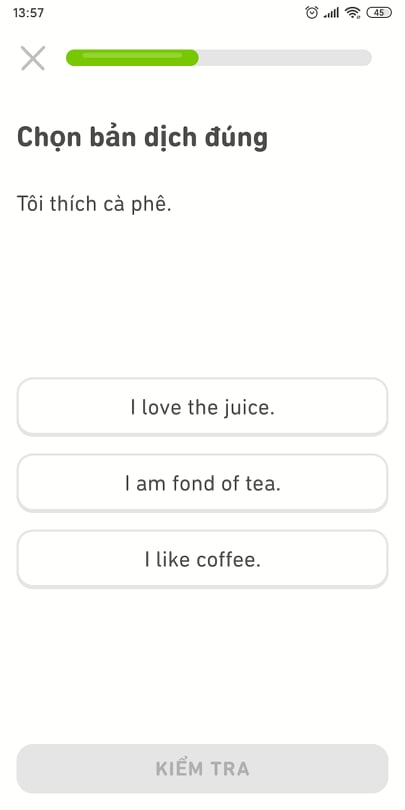 13:57
45
Chọn bản dịch đúng
Tôi thích cà phê.
I love the juice.
I am fond of tea.
I like coffee.
KIỂM TRA